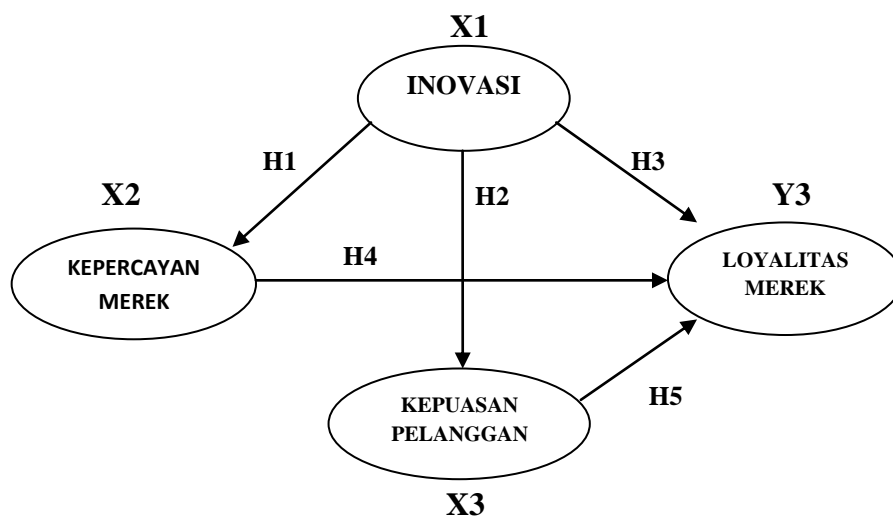 X1
INOVASI
H1
H3
X2
H2
Y3
KEPERCAYAN
MEREK
H4
LOYALITAS
MEREK
KEPUASAN
PELANGGAN
H5
X3